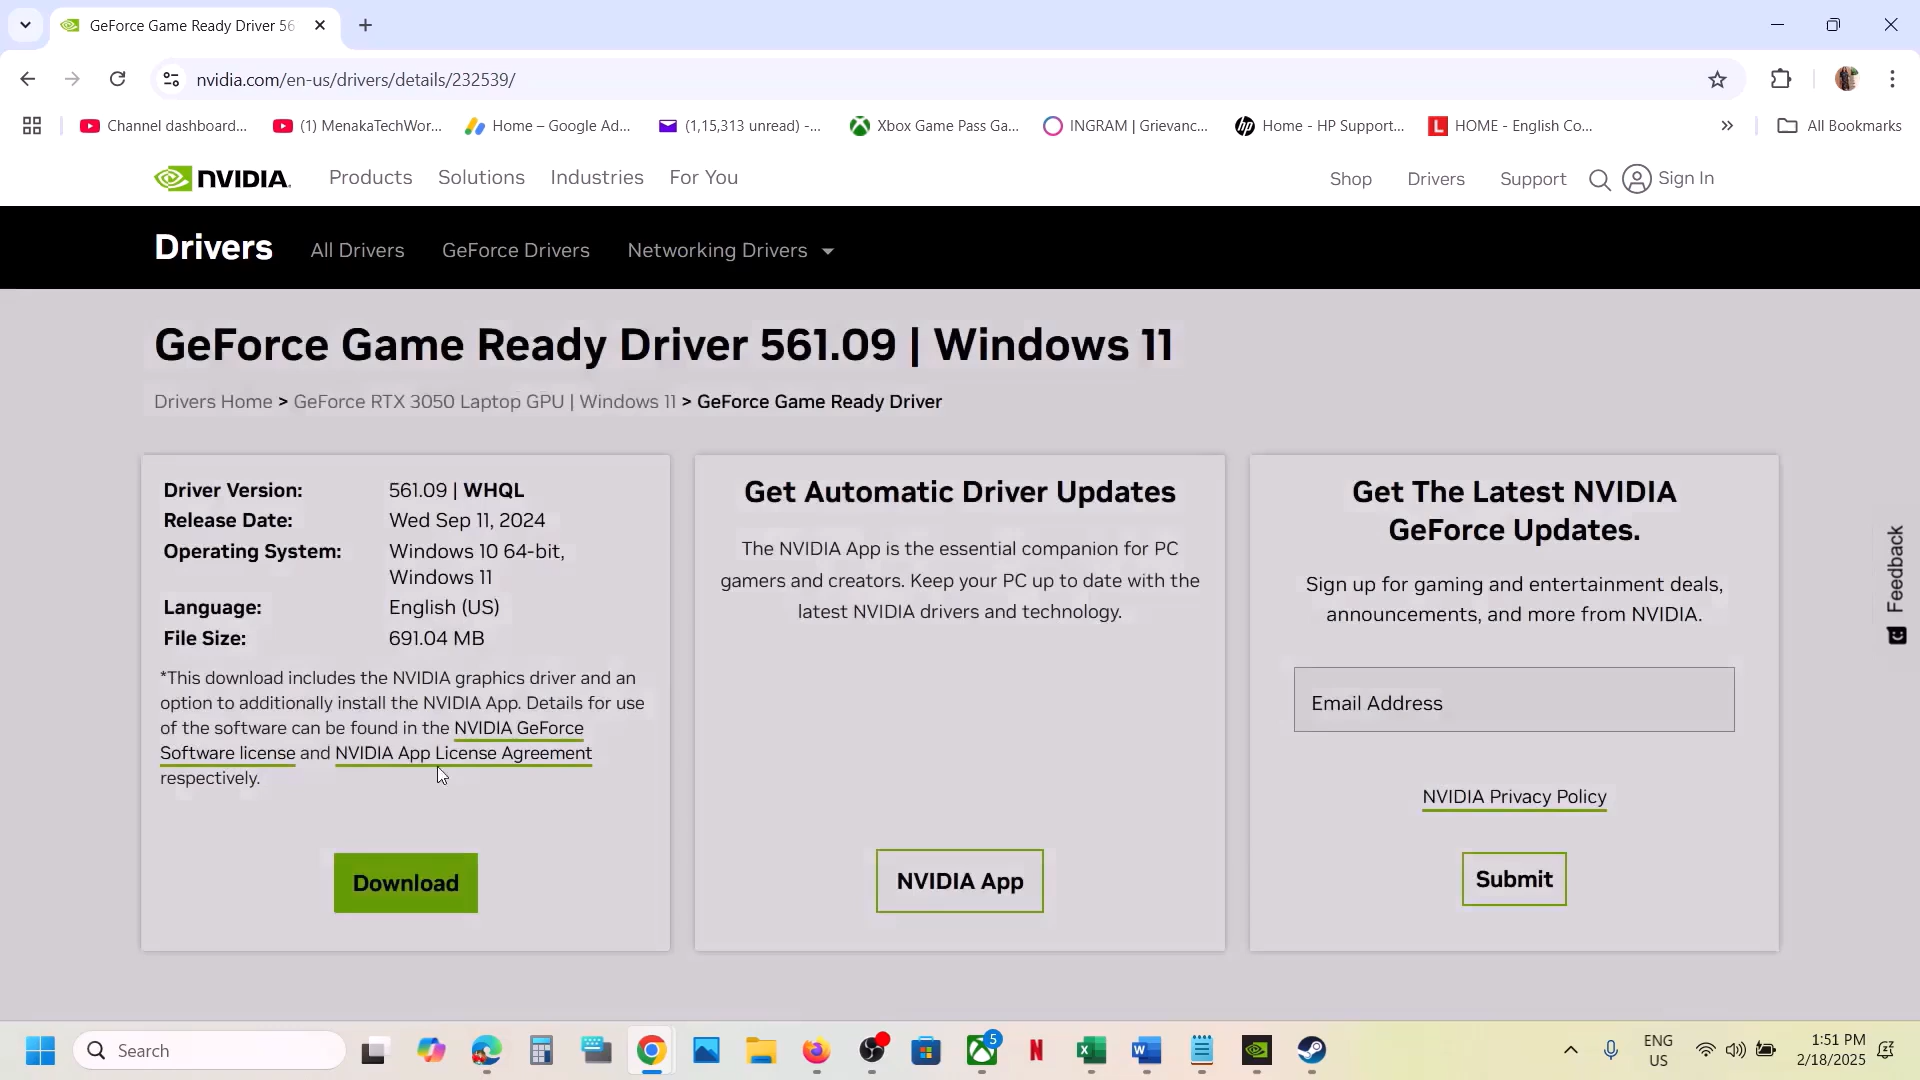 GeForce Game Ready Driver 56
nvidia.com/en-us/drivers/details/232539/
Channel dashboard...
(1) MenakaTechWor...
Home – Google Ad...
(1,15,313 unread) -...
Xbox Game Pass Ga...
INGRAM | Grievanc...
Home - HP Support...
HOME - English Co...
All Bookmarks
NVIDIA.
Products
Solutions
Industries
For You
Shop
Drivers
Support
Sign In
Drivers
All Drivers
GeForce Drivers
Networking Drivers
GeForce Game Ready Driver 561.09 | Windows 11
Drivers Home > GeForce RTX 3050 Laptop GPU | Windows 11 > GeForce Game Ready Driver
Driver Version: 561.09 | WHQL
Release Date: Wed Sep 11, 2024
Operating System: Windows 10 64-bit,
Windows 11
Language: English (US)
File Size: 691.04 MB
*This download includes the NVIDIA graphics driver and an
option to additionally install the NVIDIA App. Details for use
of the software can be found in the NVIDIA GeForce
Software license and NVIDIA App License Agreement
respectively.
Download
Get Automatic Driver Updates
The NVIDIA App is the essential companion for PC
gamers and creators. Keep your PC up to date with the
latest NVIDIA drivers and technology.
NVIDIA App
Get The Latest NVIDIA
GeForce Updates.
Sign up for gaming and entertainment deals,
announcements, and more from NVIDIA.
Email Address
NVIDIA Privacy Policy
Submit
Feedback
Search
5
ENG
US
1:51 PM
2/18/2025